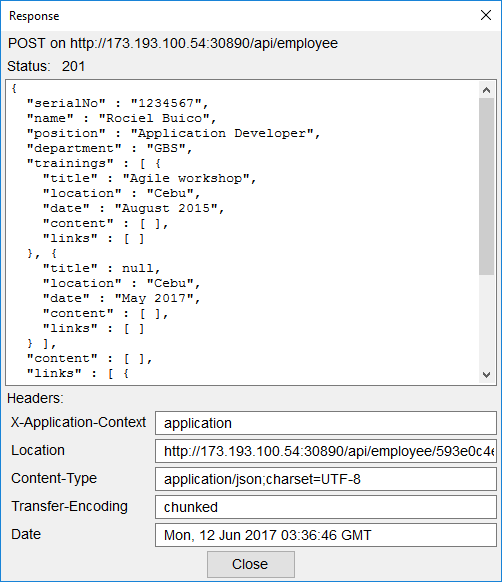 Response
POST on http://173.193.100.54:30890/api/employee
Status: 201
{
"serialNo" : "1234567",
"name" : "Rociel Buico",
"position" : "Application Developer",
"department" : "GBS",
"trainings" : [ {
"title" : "Agile workshop",
"location" : "Cebu",
"date" : "August 2015",
"content" : [ ],
"links" : [ ]
}, {
"title" : null,
"location" : "Cebu",
"date" : "May 2017",
"content" : [ ],
"links" : [ ]
} ],
"content" : [ ],
"links" : [ {
Headers:
X-Application-Context application
Location http://173.193.100.54:30890/api/employee/593e0c4e
Content-Type application/json;charset=UTF-8
Transfer-Encoding chunked
Date Mon, 12 Jun 2017 03:36:46 GMT
Close